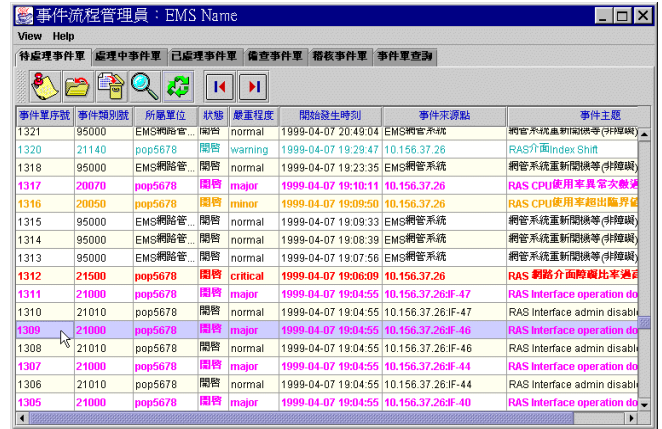 事件流程管理員：EMS Name
View Help
待處理事件單 處理中事件單 已處理事件單 備查事件單 稽核事件單 事件單查詢
事件單序號 事件類別號 所屬單位 狀態 嚴重程度 開始發生時刻 事件來源點 事件主題
1321 95000 EMS網路管... 開啓 normal 1999-04-07 20:49:04 EMS網管系統 網管系統重新開機等(非障礙)
1320 21140 pop5678 開啓 warning 1999-04-07 19:29:47 10.156.37.26 RAS介面Index Shift
1318 95000 EMS網路管... 開啓 normal 1999-04-07 19:23:35 EMS網管系統 網管系統重新開機等(非障礙)
1317 20070 pop5678 開啓 major 1999-04-07 19:10:11 10.156.37.26 RAS CPU使用率異常次數過
1316 20050 pop5678 開啓 minor 1999-04-07 19:09:50 10.156.37.26 RAS CPU使用率超出臨界值
1315 95000 EMS網路管... 開啓 normal 1999-04-07 19:09:33 EMS網管系統 網管系統重新開機等(非障礙)
1314 95000 EMS網路管... 開啓 normal 1999-04-07 19:08:39 EMS網管系統 網管系統重新開機等(非障礙)
1313 95000 EMS網路管... 開啓 normal 1999-04-07 19:07:56 EMS網管系統 網管系統重新開機等(非障礙)
1312 21500 pop5678 開啓 critical 1999-04-07 19:06:09 10.156.37.26 RAS 網路介面障礙比率過高
1311 21000 pop5678 開啓 major 1999-04-07 19:04:55 10.156.37.26:IF-47 RAS Interface operation do
1310 21010 pop5678 開啓 normal 1999-04-07 19:04:55 10.156.37.26:IF-47 RAS Interface admin disabl
1309 21000 pop5678 開啓 major 1999-04-07 19:04:55 10.156.37.26:IF-46 RAS Interface operation do
1308 21010 pop5678 開啓 normal 1999-04-07 19:04:55 10.156.37.26:IF-46 RAS Interface admin disabl
1307 21000 pop5678 開啓 major 1999-04-07 19:04:55 10.156.37.26:IF-44 RAS Interface operation do
1306 21010 pop5678 開啓 normal 1999-04-07 19:04:55 10.156.37.26:IF-44 RAS Interface admin disabl
1305 21000 pop5678 開啓 major 1999-04-07 19:04:55 10.156.37.26:IF-40 RAS Interface operation do